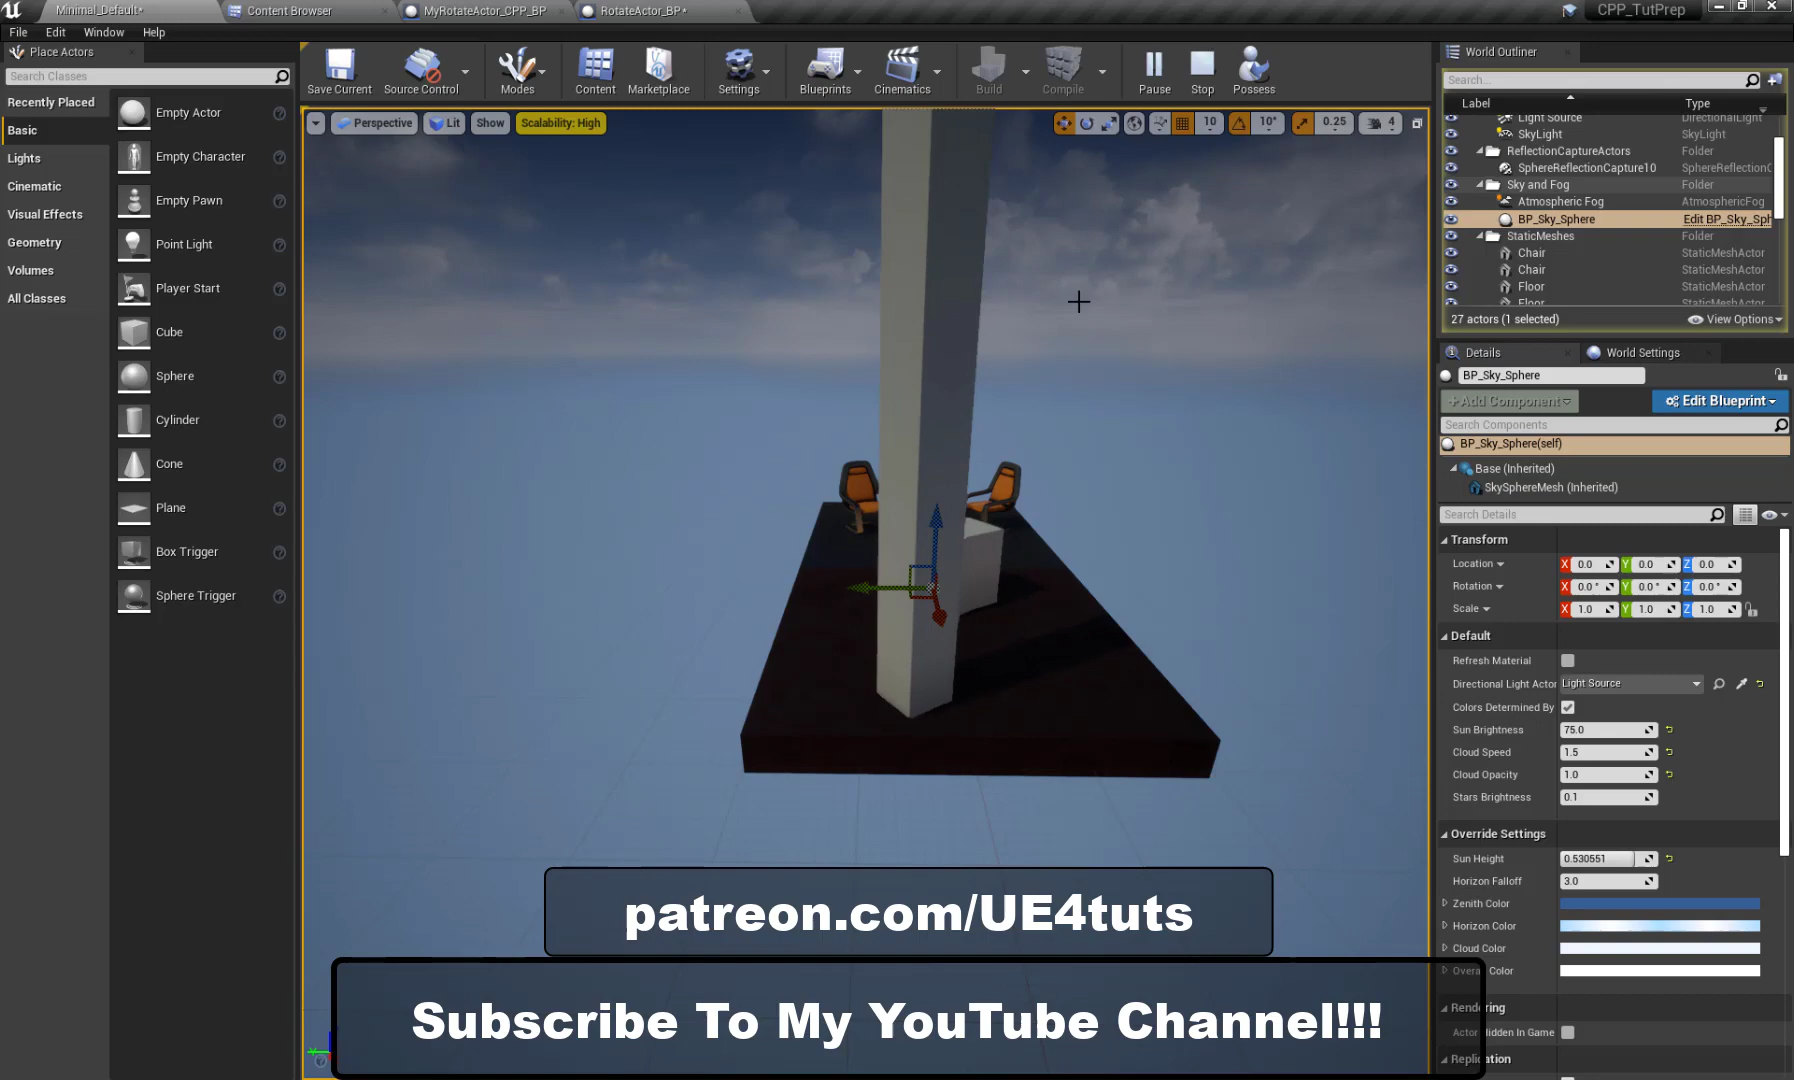 Minimal_Default*
Content Browser
MyRotateActor_CPP_BP
RotateActor_BP*
CPP_TutPrep
File
Edit
Window
Help
Place Actors
Search Classes
Recently Placed
Basic
Lights
Cinematic
Visual Effects
Geometry
Volumes
All Classes
Empty Actor
Empty Character
Empty Pawn
Point Light
Player Start
Cube
Sphere
Cylinder
Cone
Plane
Box Trigger
Sphere Trigger
Save Current
Source Control
Modes
Content
Marketplace
Settings
Blueprints
Cinematics
Build
Compile
Pause
Stop
Possess
Perspective
Lit
Show
Scalability: High
10
10°
0.25
4
World Outliner
Search...
Label
Type
Light Source DirectionalLight
SkyLight SkyLight
ReflectionCaptureActors Folder
SphereReflectionCapture10 SphereReflectionC
Sky and Fog Folder
Atmospheric Fog AtmosphericFog
BP_Sky_Sphere Edit BP_Sky_Sph
StaticMeshes Folder
Chair StaticMeshActor
Chair StaticMeshActor
Floor StaticMeshActor
Floor StaticMeshActor
27 actors (1 selected)
View Options
Details
World Settings
BP_Sky_Sphere
+ Add Component
Edit Blueprint
Search Components
BP_Sky_Sphere(self)
Base (Inherited)
SkySphereMesh (Inherited)
Search Details
Transform
Location X 0.0 Y 0.0 Z 0.0
Rotation X 0.0° Y 0.0° Z 0.0°
Scale X 1.0 Y 1.0 Z 1.0
Default
Refresh Material
Directional Light Actor Light Source
Colors Determined By
Sun Brightness 75.0
Cloud Speed 1.5
Cloud Opacity 1.0
Stars Brightness 0.1
Override Settings
Sun Height 0.530551
Horizon Falloff 3.0
Zenith Color
Horizon Color
Cloud Color
Overall Color
Rendering
Actor Hidden In Game
Replication
patreon.com/UE4tuts
Subscribe To My YouTube Channel!!!